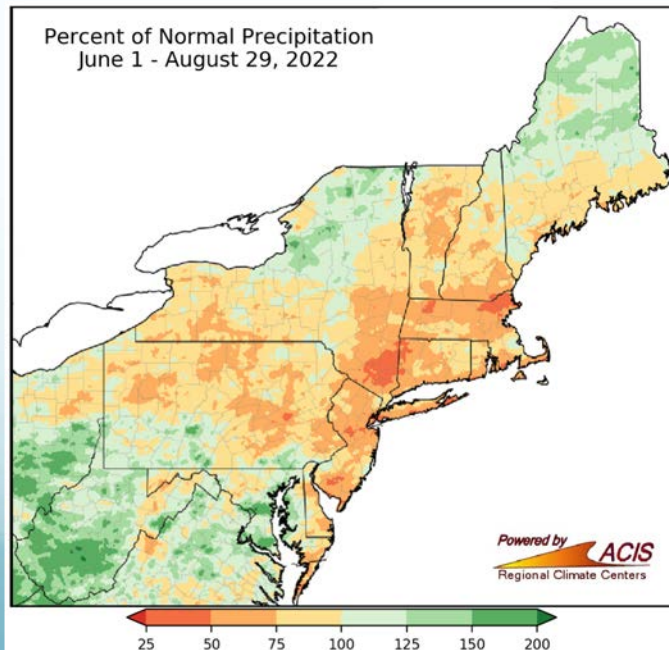 Percent of Normal Precipitation
June 1 - August 29, 2022
Powered by
ACIS
Regional Climate Centers
25 50 75 100 125 150 200